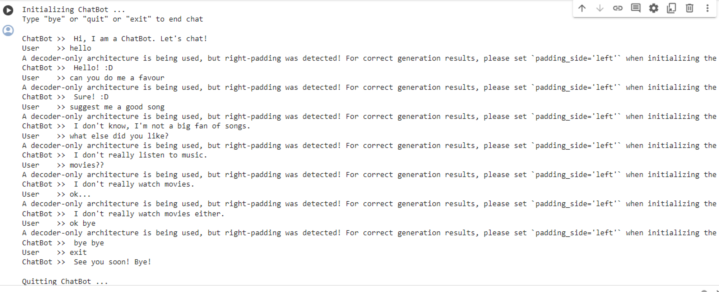 Initializing ChatBot ...
Type "bye" or "quit" or "exit" to end chat
ChatBot >>  Hi, I am a ChatBot. Let's chat!
User    >> hello
A decoder-only architecture is being used, but right-padding was detected! For correct generation results, please set `padding_side='left'` when initializing the
ChatBot >>  Hello! :D
User    >> can you do me a favour
A decoder-only architecture is being used, but right-padding was detected! For correct generation results, please set `padding_side='left'` when initializing the
ChatBot >>  Sure! :D
User    >> suggest me a good song
A decoder-only architecture is being used, but right-padding was detected! For correct generation results, please set `padding_side='left'` when initializing the
ChatBot >>  I don't know, I'm not a big fan of songs.
User    >> what else did you like?
A decoder-only architecture is being used, but right-padding was detected! For correct generation results, please set `padding_side='left'` when initializing the
ChatBot >>  I don't really listen to music.
User    >> movies??
A decoder-only architecture is being used, but right-padding was detected! For correct generation results, please set `padding_side='left'` when initializing the
ChatBot >>  I don't really watch movies.
User    >> ok...
A decoder-only architecture is being used, but right-padding was detected! For correct generation results, please set `padding_side='left'` when initializing the
ChatBot >>  I don't really watch movies either.
User    >> ok bye
A decoder-only architecture is being used, but right-padding was detected! For correct generation results, please set `padding_side='left'` when initializing the
ChatBot >>  bye bye
User    >> exit
ChatBot >>  See you soon! Bye!
Quitting ChatBot ...